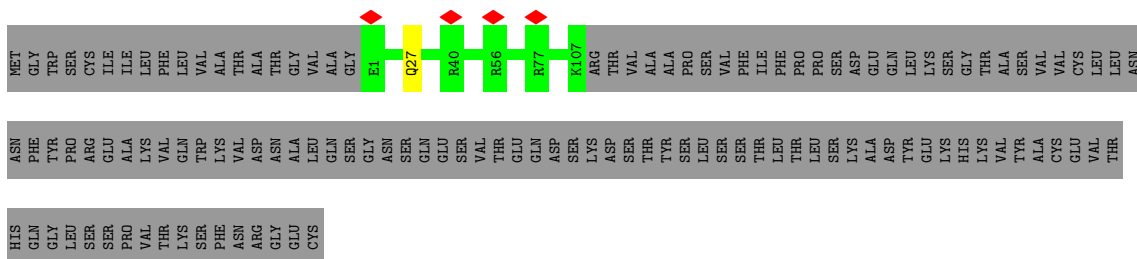 MET GLY TRP SER CYS ILE ILE LEU PHE LEU VAL ALA THR ALA THR GLY VAL ALA GLY E1 Q27 R40 R56 R77 K107 ARG THR VAL ALA ALA PRO SER VAL PHE ILE PHE PRO PRO SER ASP GLU GLN LEU LYS SER GLY THR ALA SER VAL VAL CYS LEU LEU ASN
ASN PHE TYR PRO ARG GLU ALA LYS VAL GLN TRP LYS VAL ASP ASN ALA LEU GLN SER GLY ASN SER GLN GLU SER VAL THR GLU GLN ASP SER LYS ASP SER THR TYR SER LEU SER SER THR LEU THR LEU SER LYS ALA ASP TYR GLU LYS HIS LYS VAL TYR ALA CYS GLU VAL THR
HIS GLN GLY LEU SER SER PRO VAL THR LYS SER PHE ASN ARG GLY GLU CYS